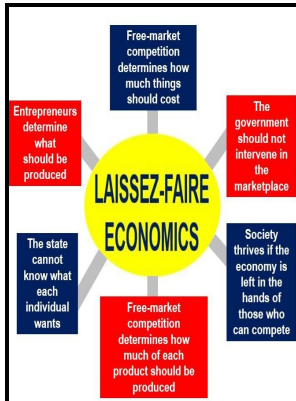 Free-market
competition
determines how
much things
should cost
Entrepreneurs
determine
what
should be
produced
The
government
should not
intervene in
the
marketplace
LAISSEZ-FAIRE
ECONOMICS
The state
cannot
know what
each
individual
wants
Free-market
competition
determines how
much of each
product should be
produced
Society
thrives if the
economy is
left in the
hands of
those who
can compete